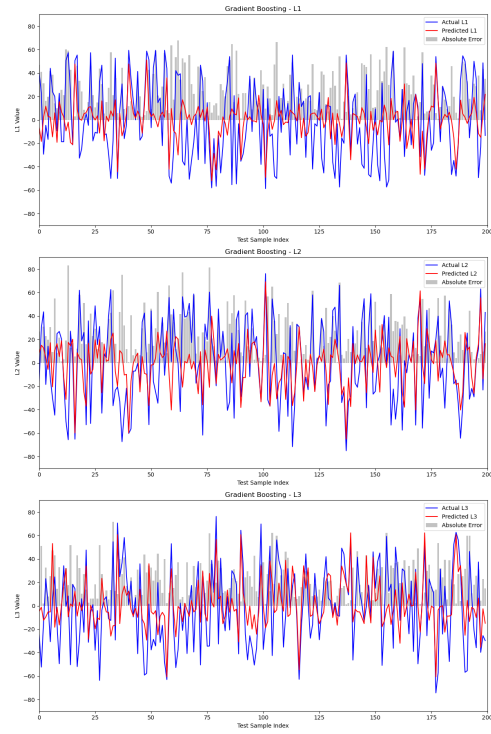 Gradient Boosting - L1
Actual L1
Predicted L1
Absolute Error
80
60
40
20
0
−20
−40
−60
−80
L1 Value
0 25 50 75 100 125 150 175 200
Test Sample Index
Gradient Boosting - L2
Actual L2
Predicted L2
Absolute Error
80
60
40
20
0
−20
−40
−60
−80
L2 Value
0 25 50 75 100 125 150 175 200
Test Sample Index
Gradient Boosting - L3
Actual L3
Predicted L3
Absolute Error
80
60
40
20
0
−20
−40
−60
−80
L3 Value
0 25 50 75 100 125 150 175 200
Test Sample Index